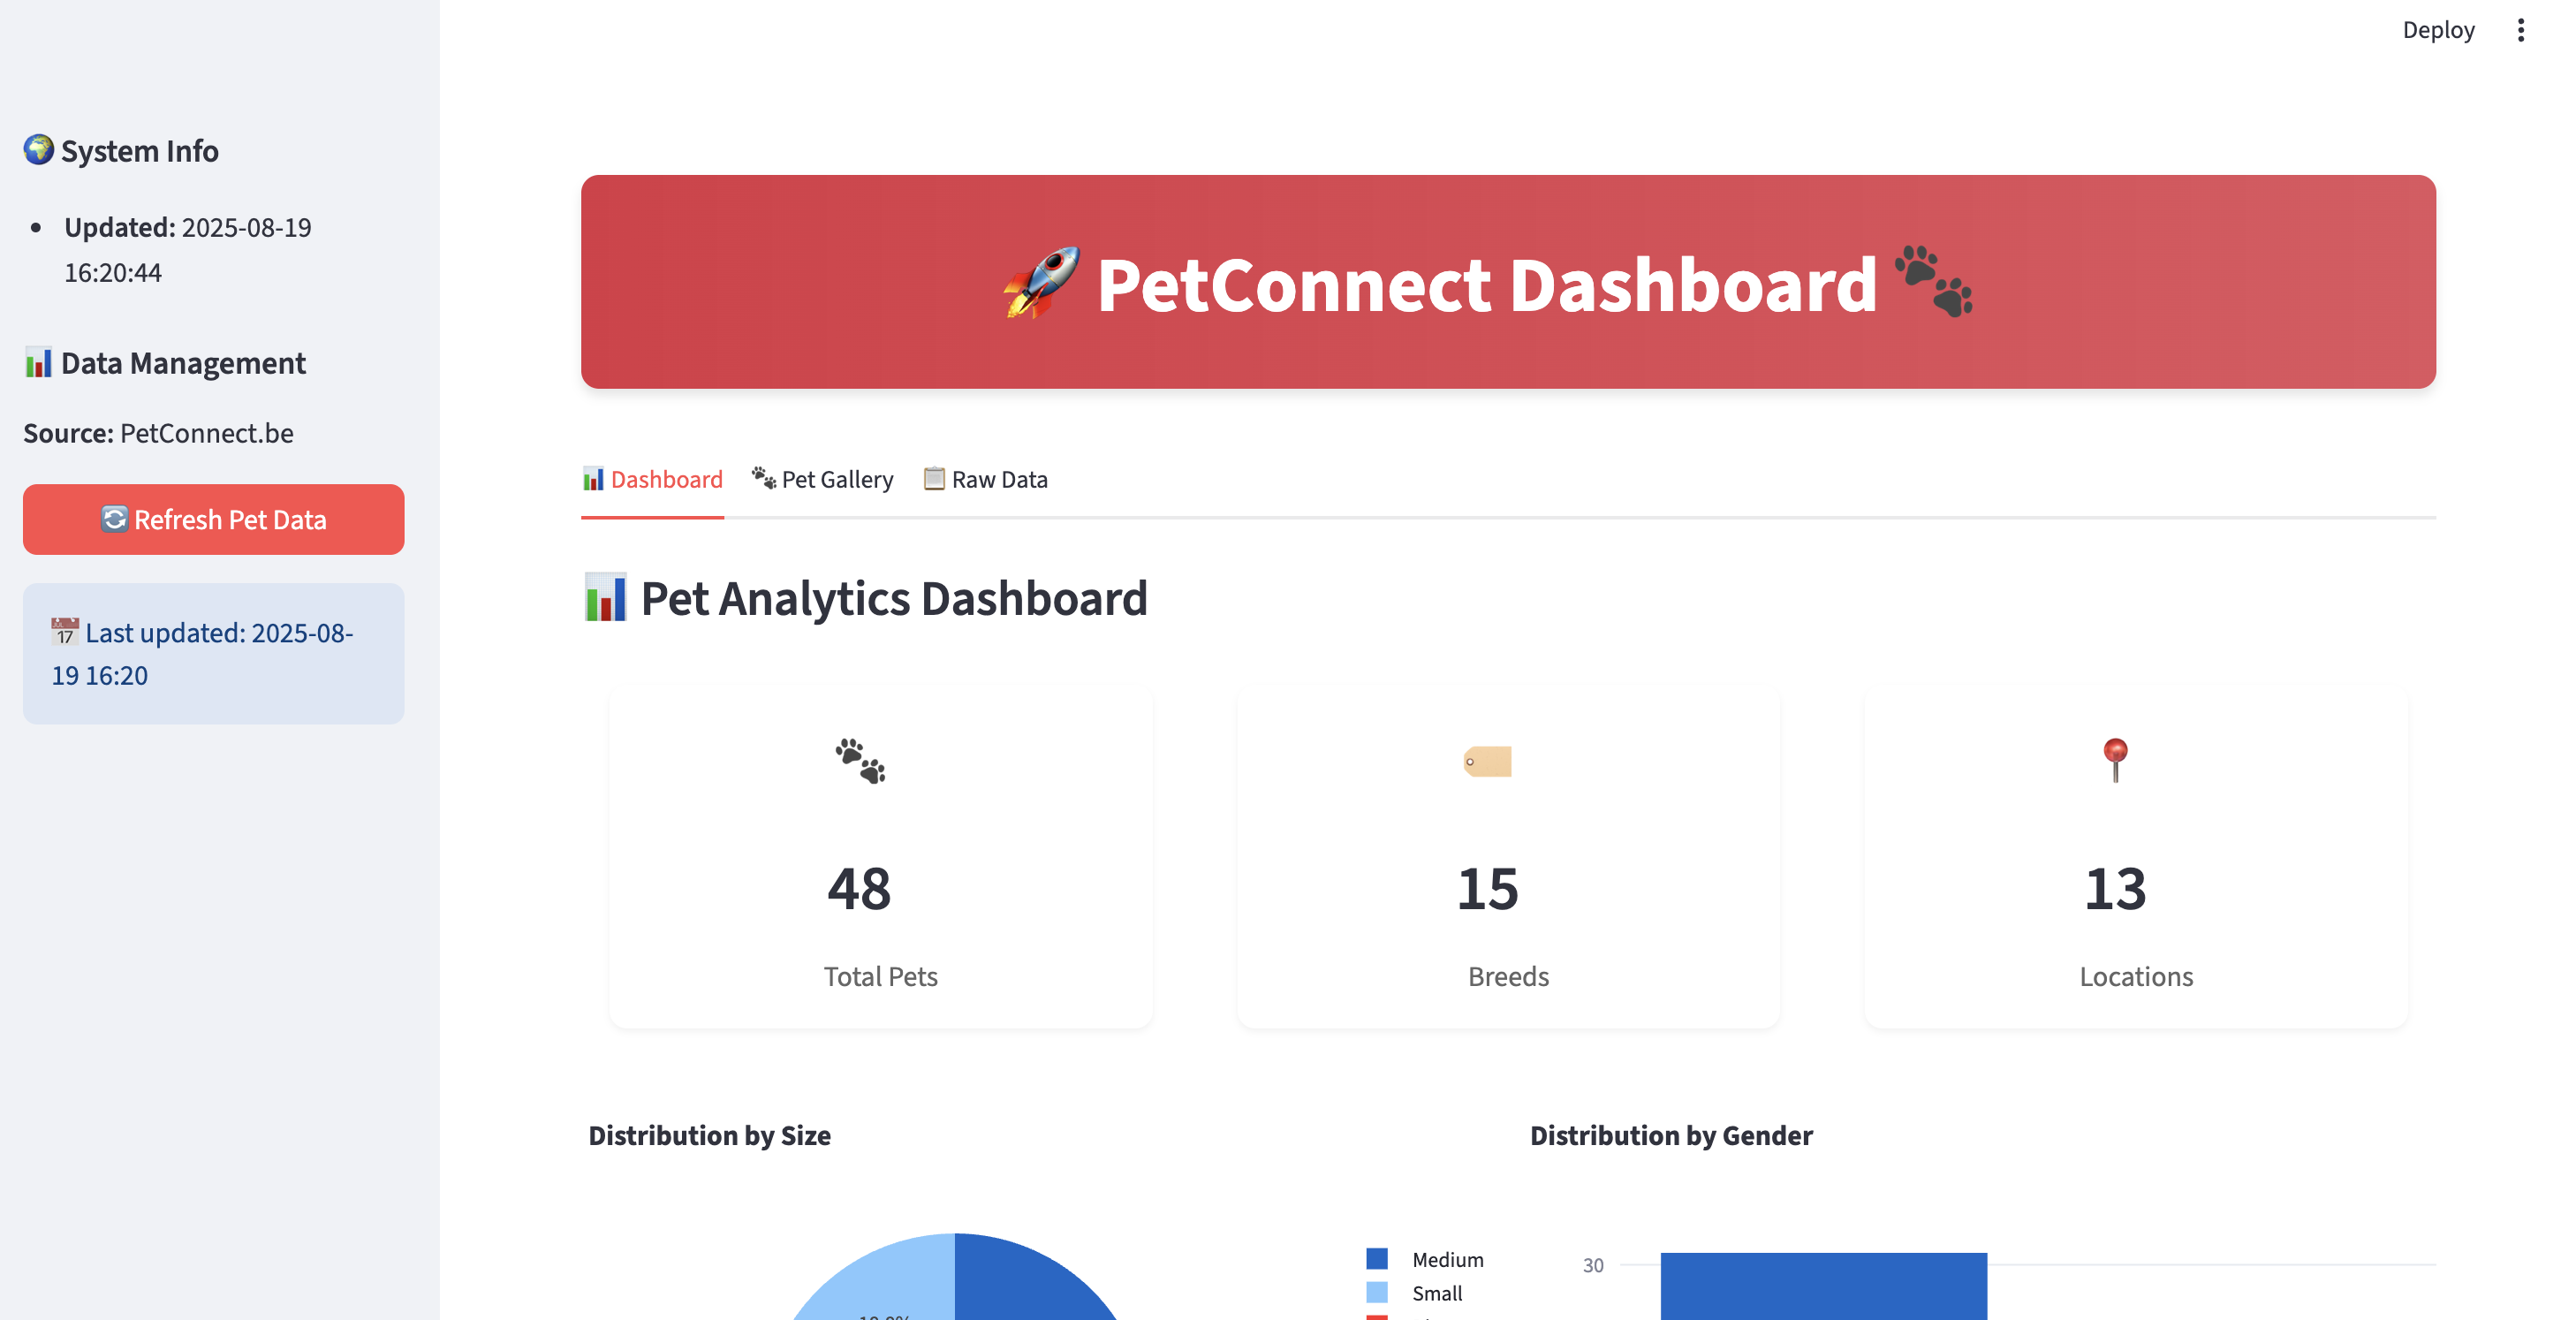 Deploy
System Info
Updated: 2025-08-19
16:20:44
Data Management
Source: PetConnect.be
Refresh Pet Data
17 Last updated: 2025-08-
19 16:20
PetConnect Dashboard
Dashboard Pet Gallery Raw Data
Pet Analytics Dashboard
48
Total Pets
15
Breeds
13
Locations
Distribution by Size
Medium
Small
Distribution by Gender
30